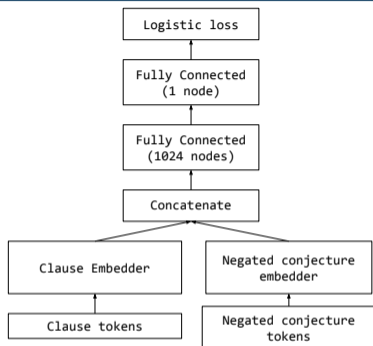 Logistic loss
Fully Connected
(1 node)
Fully Connected
(1024 nodes)
Concatenate
Clause Embedder
Negated conjecture
embedder
Clause tokens
Negated conjecture
tokens